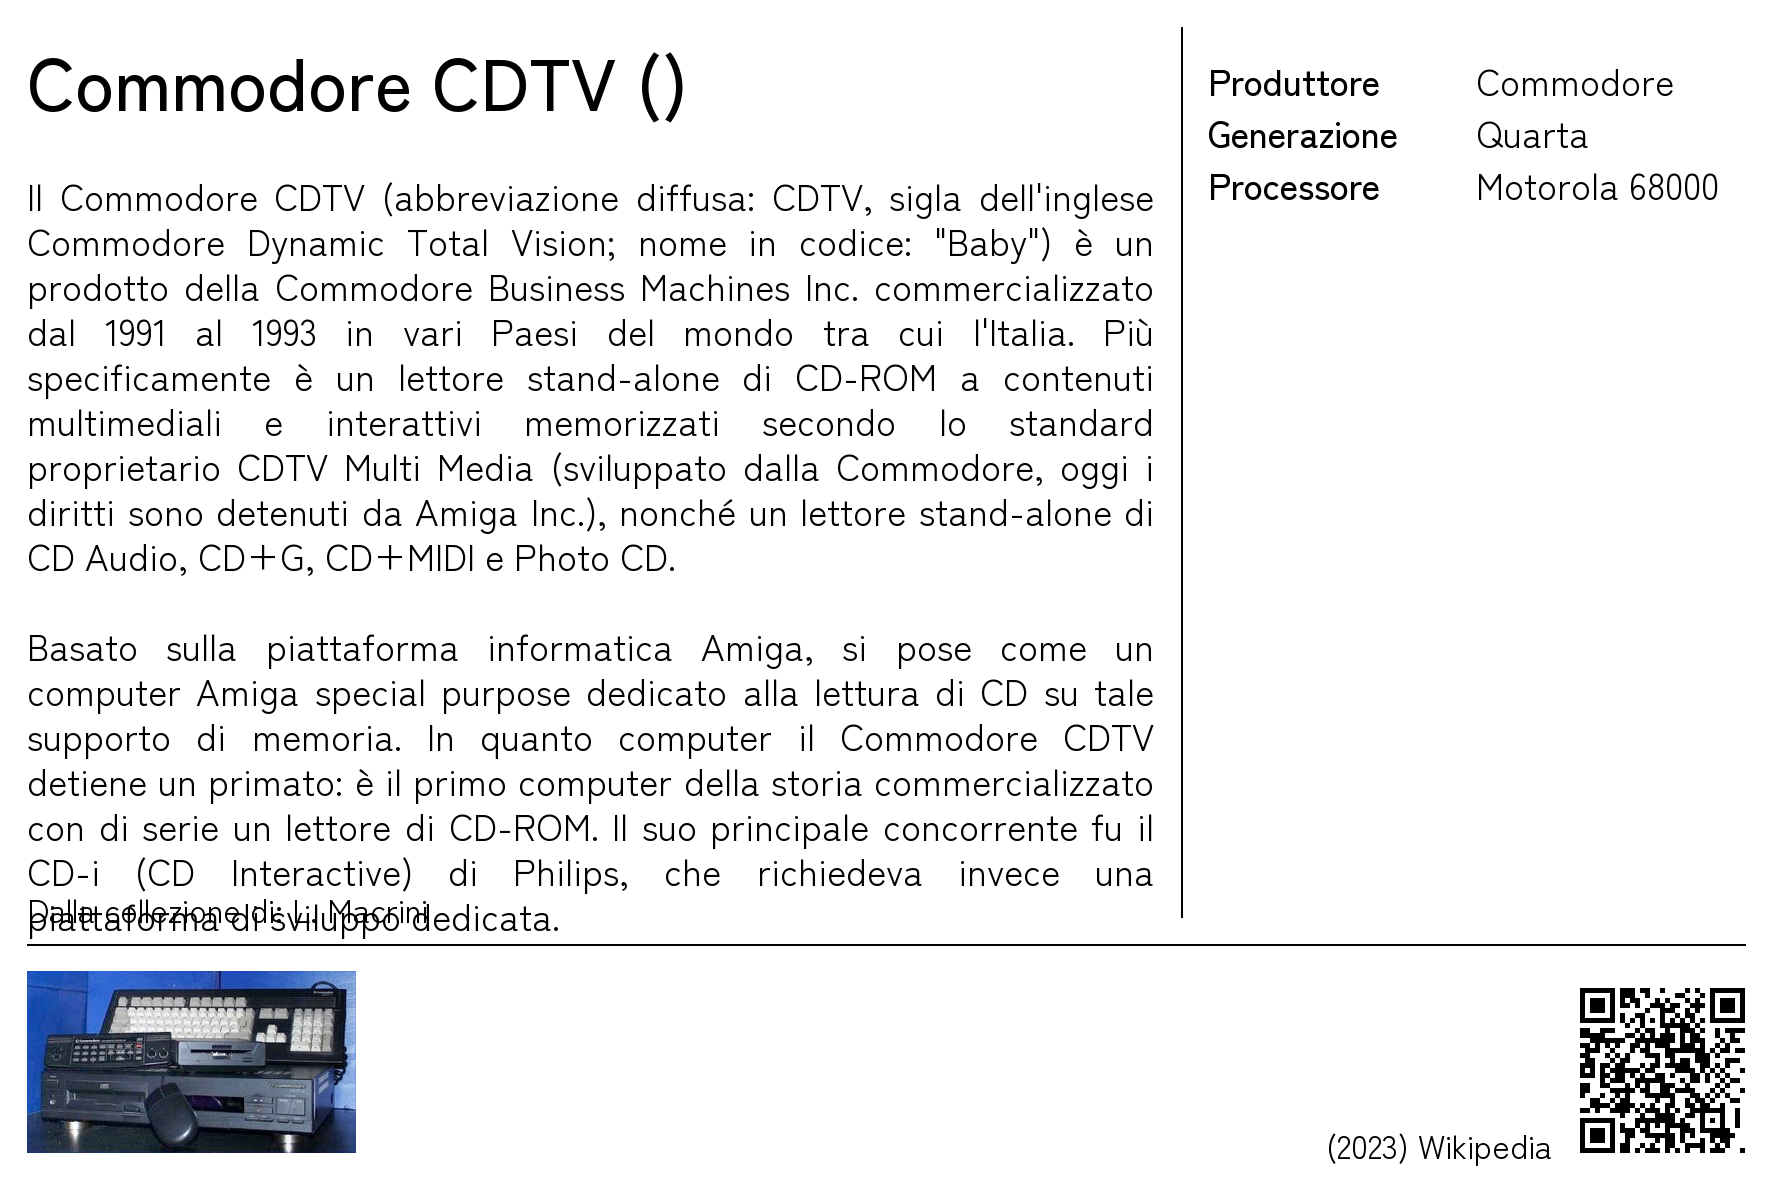 Commodore CDTV ()
Il Commodore CDTV (abbreviazione diffusa: CDTV, sigla dell'inglese
Commodore Dynamic Total Vision; nome in codice: "Baby") è un
prodotto della Commodore Business Machines Inc. commercializzato
dal 1991 al 1993 in vari Paesi del mondo tra cui l'Italia. Più
specificamente è un lettore stand-alone di CD-ROM a contenuti
multimediali e interattivi memorizzati secondo lo standard
proprietario CDTV Multi Media (sviluppato dalla Commodore, oggi i
diritti sono detenuti da Amiga Inc.), nonché un lettore stand-alone di
CD Audio, CD+G, CD+MIDI e Photo CD.
Basato sulla piattaforma informatica Amiga, si pose come un
computer Amiga special purpose dedicato alla lettura di CD su tale
supporto di memoria. In quanto computer il Commodore CDTV
detiene un primato: è il primo computer della storia commercializzato
con di serie un lettore di CD-ROM. Il suo principale concorrente fu il
CD-i (CD Interactive) di Philips, che richiedeva invece una
piattaforma di sviluppo dedicata.
Dalla collezione di: L. Macrini
Produttore Commodore
Generazione Quarta
Processore Motorola 68000
(2023) Wikipedia